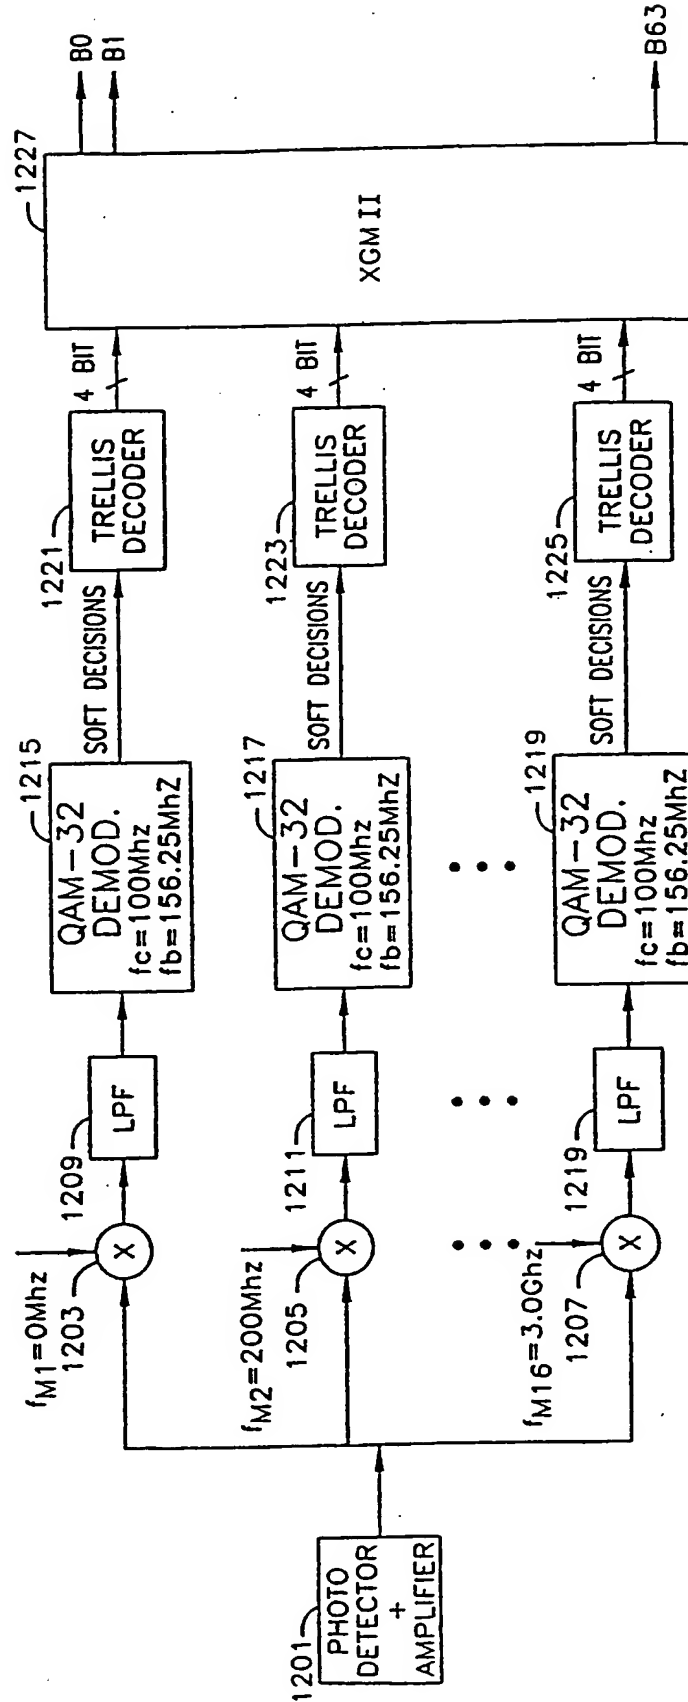 1201
PHOTO
DETECTOR
+
AMPLIFIER
fM1=0Mhz
1203
X
1209
LPF
1215
QAM-32
DEMOD.
fc=100Mhz
fb=156.25MhZ
SOFT DECISIONS
1221
TRELLIS
DECODER
4 BIT
fM2=200Mhz
1205
X
1211
LPF
1217
QAM-32
DEMOD.
fc=100Mhz
fb=156.25MhZ
SOFT DECISIONS
1223
TRELLIS
DECODER
4 BIT
fM16=3.0Ghz
1207
X
1219
LPF
1219
QAM-32
DEMOD.
fc=100Mhz
fb=156.25MhZ
SOFT DECISIONS
1225
TRELLIS
DECODER
4 BIT
1227
XGM II
B0
B1
B63